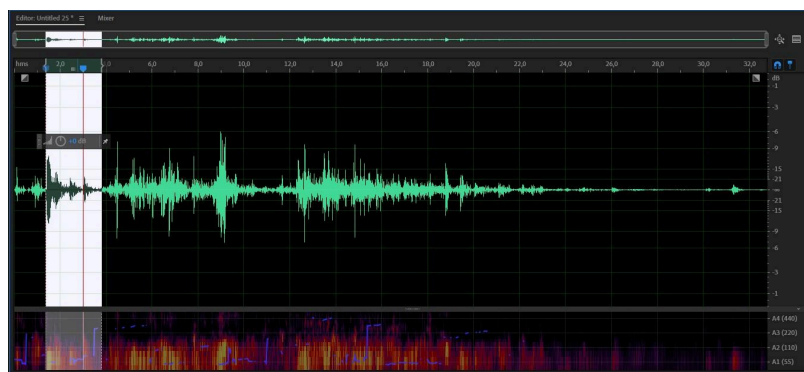 Editor: Untitled 25 * ≡ Mixer
hms 2,0 6,0 8,0 10,0 12,0 14,0 16,0 18,0 20,0 22,0 24,0 26,0 28,0 30,0 32,0
dB
-1
-3
-6
-9
+0 dB
-15
-21
-∞
-21
-15
-9
-6
-3
-1
A4 (440)
A3 (220)
A2 (110)
A1 (55)